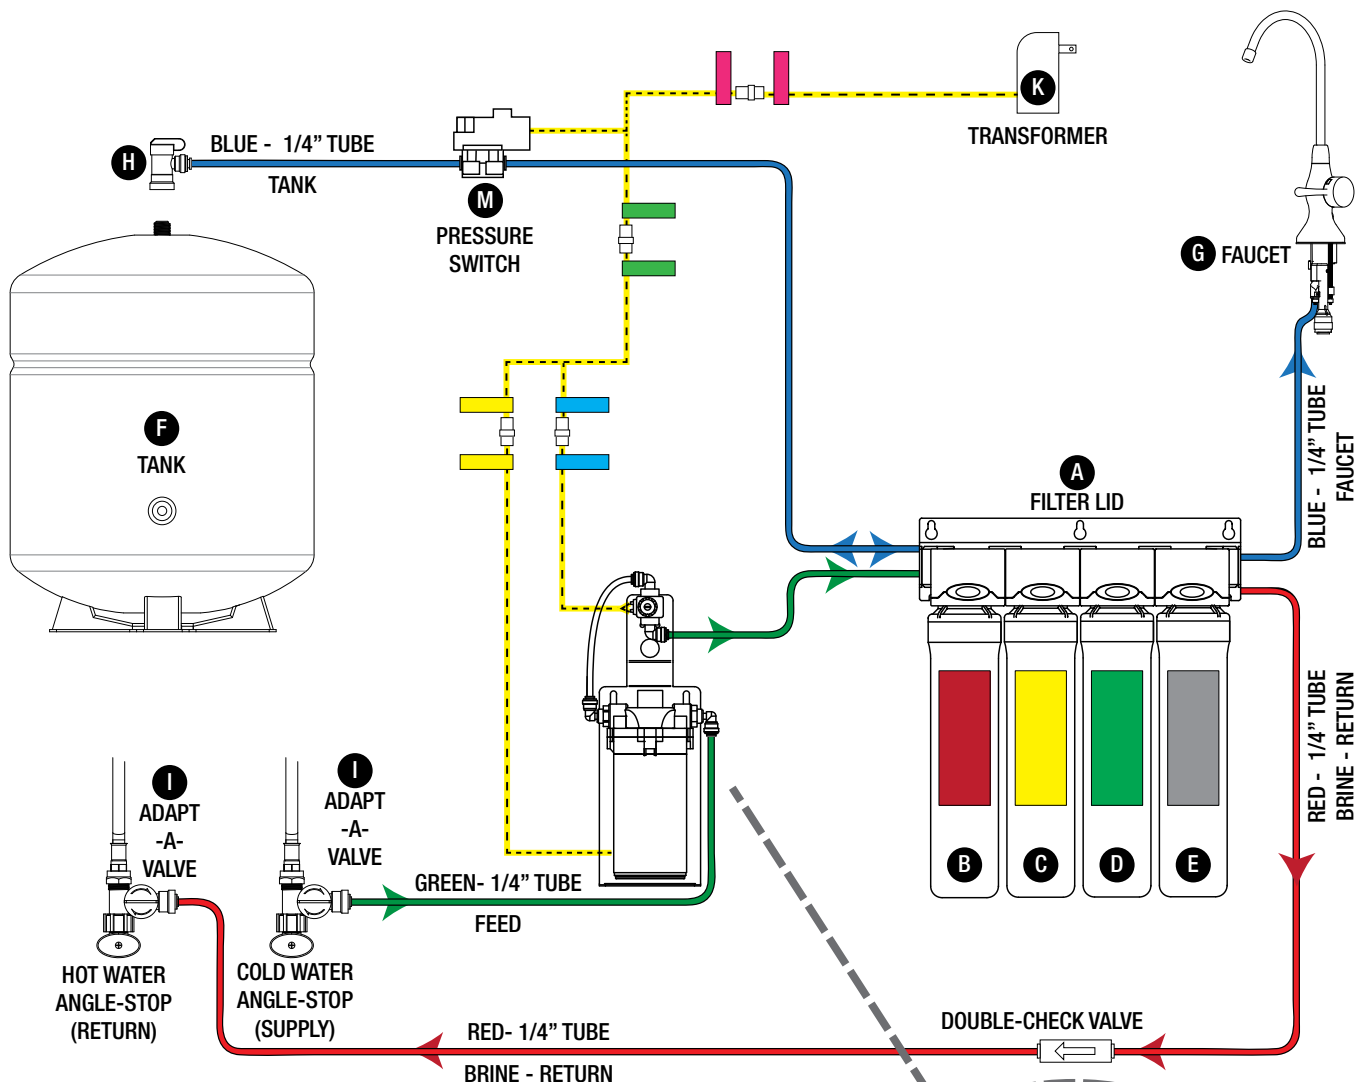 K
TRANSFORMER
H
BLUE - 1/4” TUBE
TANK
M
PRESSURE
SWITCH
G FAUCET
F
TANK
A
FILTER LID
BLUE - 1/4” TUBE
FAUCET
I
ADAPT
-A-
VALVE
I
ADAPT
-A-
VALVE
B
C
D
E
RED - 1/4” TUBE
BRINE - RETURN
GREEN- 1/4” TUBE
FEED
HOT WATER
ANGLE-STOP
(RETURN)
COLD WATER
ANGLE-STOP
(SUPPLY)
RED- 1/4” TUBE
BRINE - RETURN
DOUBLE-CHECK VALVE